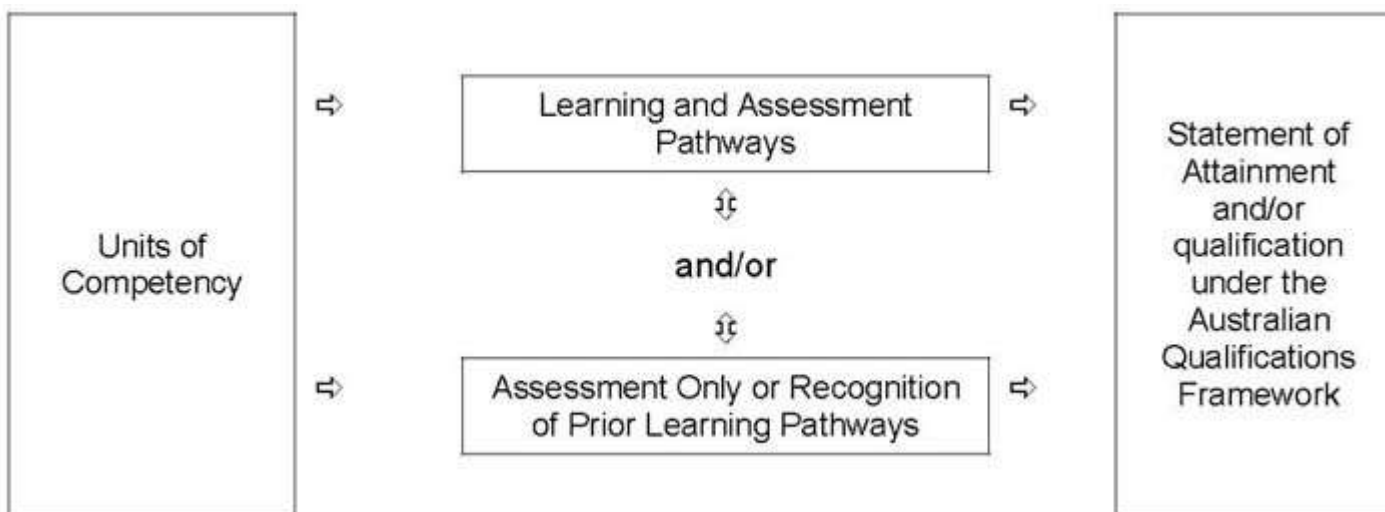 Units of
Competency
Learning and Assessment
Pathways
and/or
Assessment Only or Recognition
of Prior Learning Pathways
Statement of
Attainment
and/or
qualification
under the
Australian
Qualifications
Framework